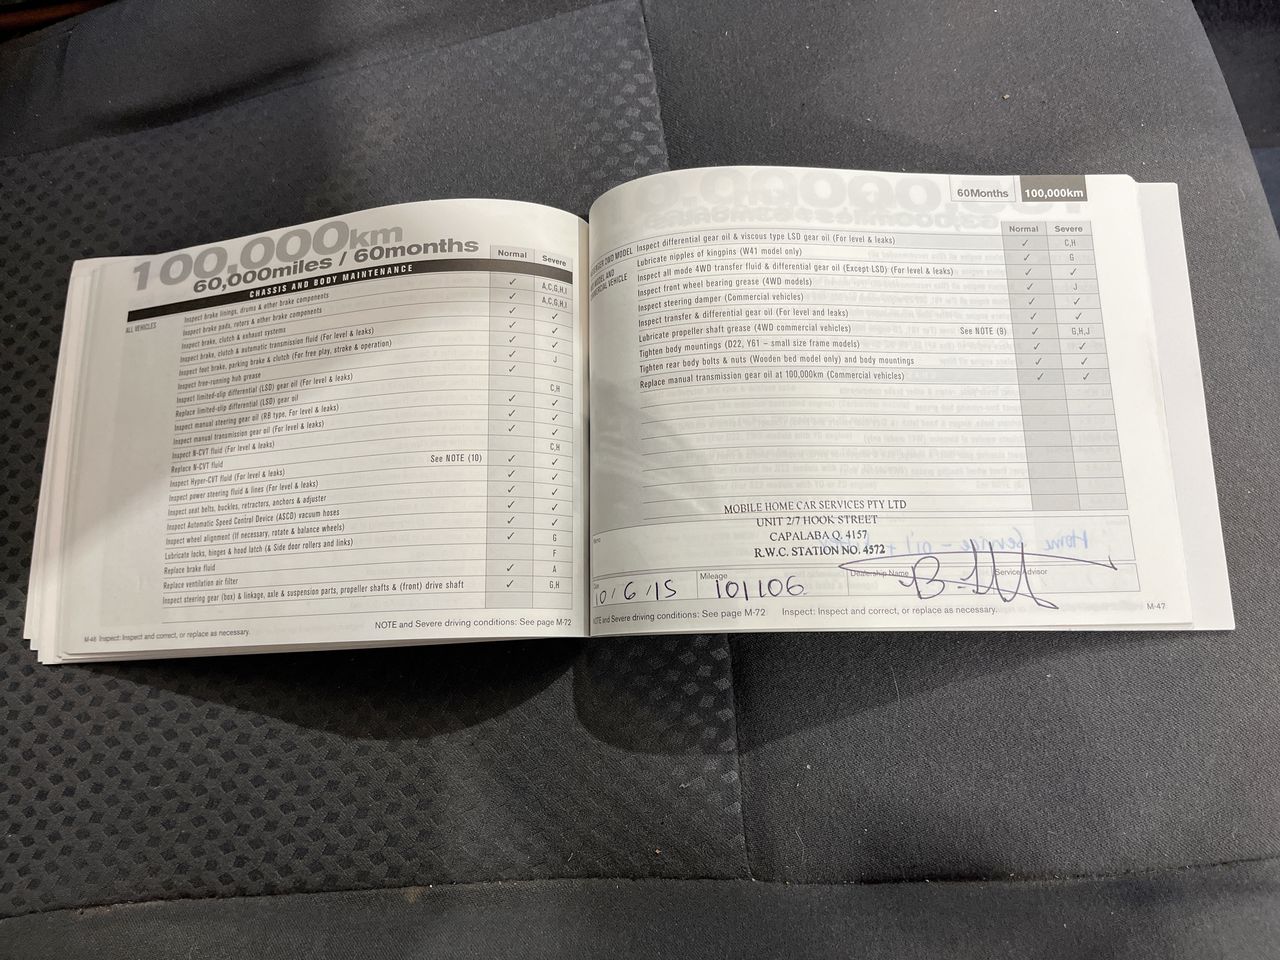 100,000km
60,000miles / 60months
CHASSIS AND BODY MAINTENANCE
Normal Severe
ALL VEHICLES
Inspect brake linings, drums & other brake components ✓ A,C,G,H,I
Inspect brake pads, rotors & other brake components ✓ A,C,G,H,I
Inspect brake, clutch & exhaust systems ✓ ✓
Inspect brake, clutch & automatic transmission fluid (For level & leaks) ✓ ✓
Inspect foot brake, parking brake & clutch (For free play, stroke & operation) ✓ ✓
Inspect free-running hub grease ✓ J
Inspect limited-slip differential (LSD) gear oil (For level & leaks) ✓
Replace limited-slip differential (LSD) gear oil C,H
Inspect manual steering gear oil (RB type, For level & leaks) ✓ ✓
Inspect manual transmission gear oil (For level & leaks) ✓ ✓
Inspect N-CVT fluid (For level & leaks) ✓ ✓
Replace N-CVT fluid C,H
Inspect Hyper-CVT fluid (For level & leaks) See NOTE (10) ✓ ✓
Inspect power steering fluid & lines (For level & leaks) ✓ ✓
Inspect seat belts, buckles, retractors, anchors & adjuster ✓ ✓
Inspect Automatic Speed Control Device (ASCD) vacuum hoses ✓ ✓
Inspect wheel alignment (If necessary, rotate & balance wheels) ✓ ✓
Lubricate locks, hinges & hood latch (& Side door rollers and links) ✓ G
Replace brake fluid F
Replace ventilation air filter ✓ A
Inspect steering gear (box) & linkage, axle & suspension parts, propeller shafts & (front) drive shaft ✓ G,H
NOTE and Severe driving conditions: See page M-72
M-46 Inspect: Inspect and correct, or replace as necessary.
60Months 100,000km
Normal Severe
Inspect differential gear oil & viscous type LSD gear oil (For level & leaks) ✓ C,H
Lubricate nipples of kingpins (W41 model only) ✓ G
Inspect all mode 4WD transfer fluid & differential gear oil (Except LSD) (For level & leaks) ✓ ✓
Inspect front wheel bearing grease (4WD models) ✓ J
Inspect steering damper (Commercial vehicles) ✓ ✓
Inspect transfer & differential gear oil (For level and leaks) ✓ ✓
Lubricate propeller shaft grease (4WD commercial vehicles) See NOTE (8) ✓ G,H,J
Tighten body mountings (D22, Y61 – small size frame models) ✓ ✓
Tighten rear body bolts & nuts (Wooden bed model only) and body mountings ✓ ✓
Replace manual transmission gear oil at 100,000km (Commercial vehicles) ✓ ✓
MOBILE HOME CAR SERVICES PTY LTD
UNIT 2/7 HOOK STREET
CAPALABA Q. 4157
R.W.C. STATION NO. 4572
Date Mileage Dealership Name Service Advisor
10/6/15 101106
NOTE and Severe driving conditions: See page M-72 Inspect: Inspect and correct, or replace as necessary. M-47